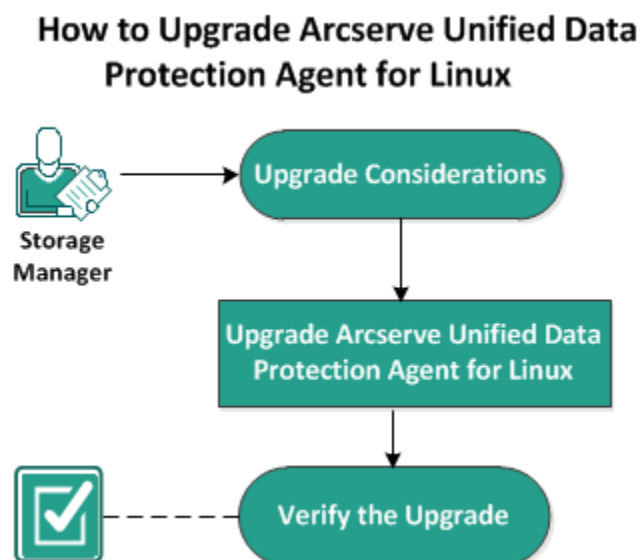 How to Upgrade Arcserve Unified Data
Protection Agent for Linux
Upgrade Considerations
Storage
Manager
Upgrade Arcserve Unified Data
Protection Agent for Linux
Verify the Upgrade